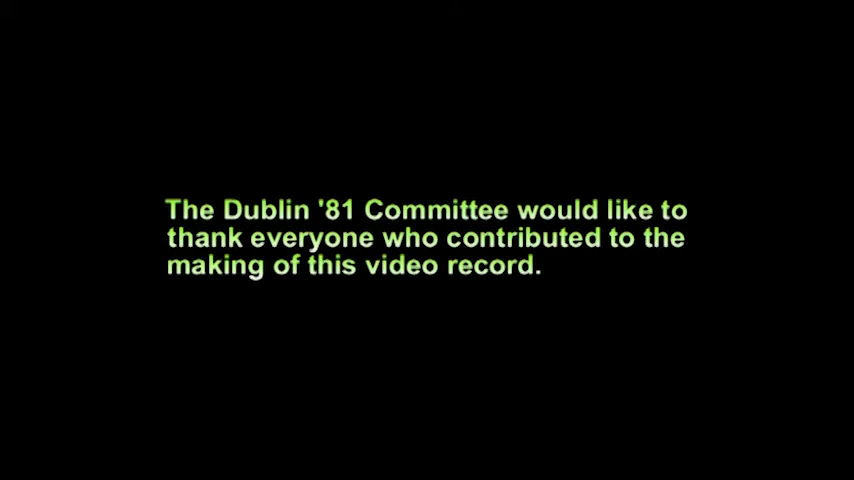 The Dublin '81 Committee would like to
thank everyone who contributed to the
making of this video record.